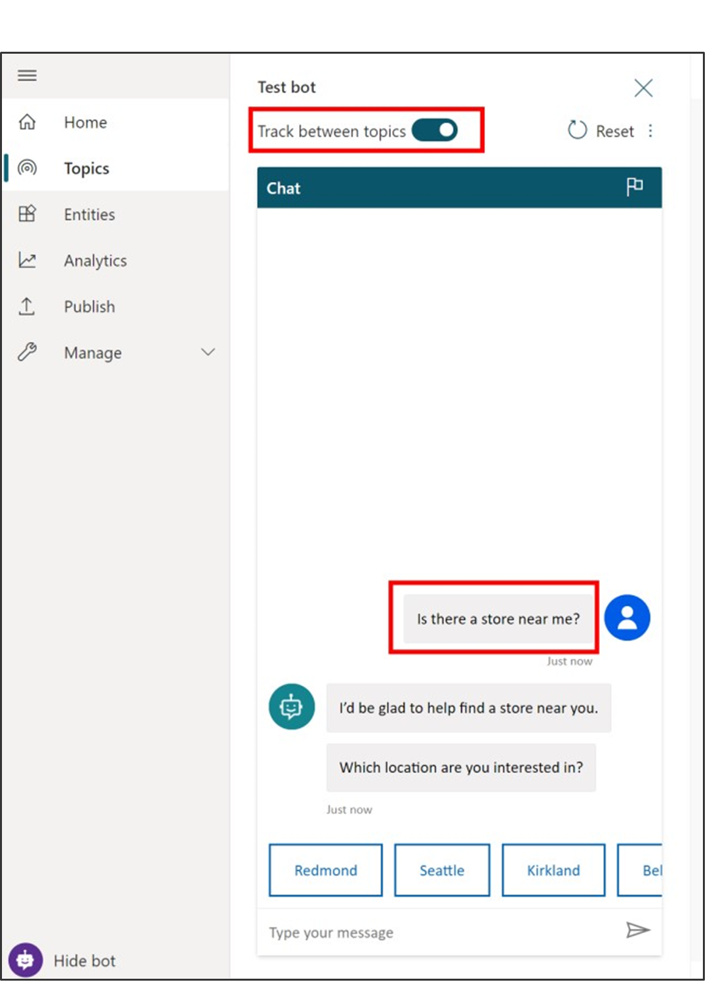 Home
Topics
Entities
Analytics
Publish
Manage
Hide bot
Test bot
Track between topics
Reset
Chat
Is there a store near me?
Just now
I'd be glad to help find a store near you.
Which location are you interested in?
Just now
Redmond
Seattle
Kirkland
Bel
Type your message